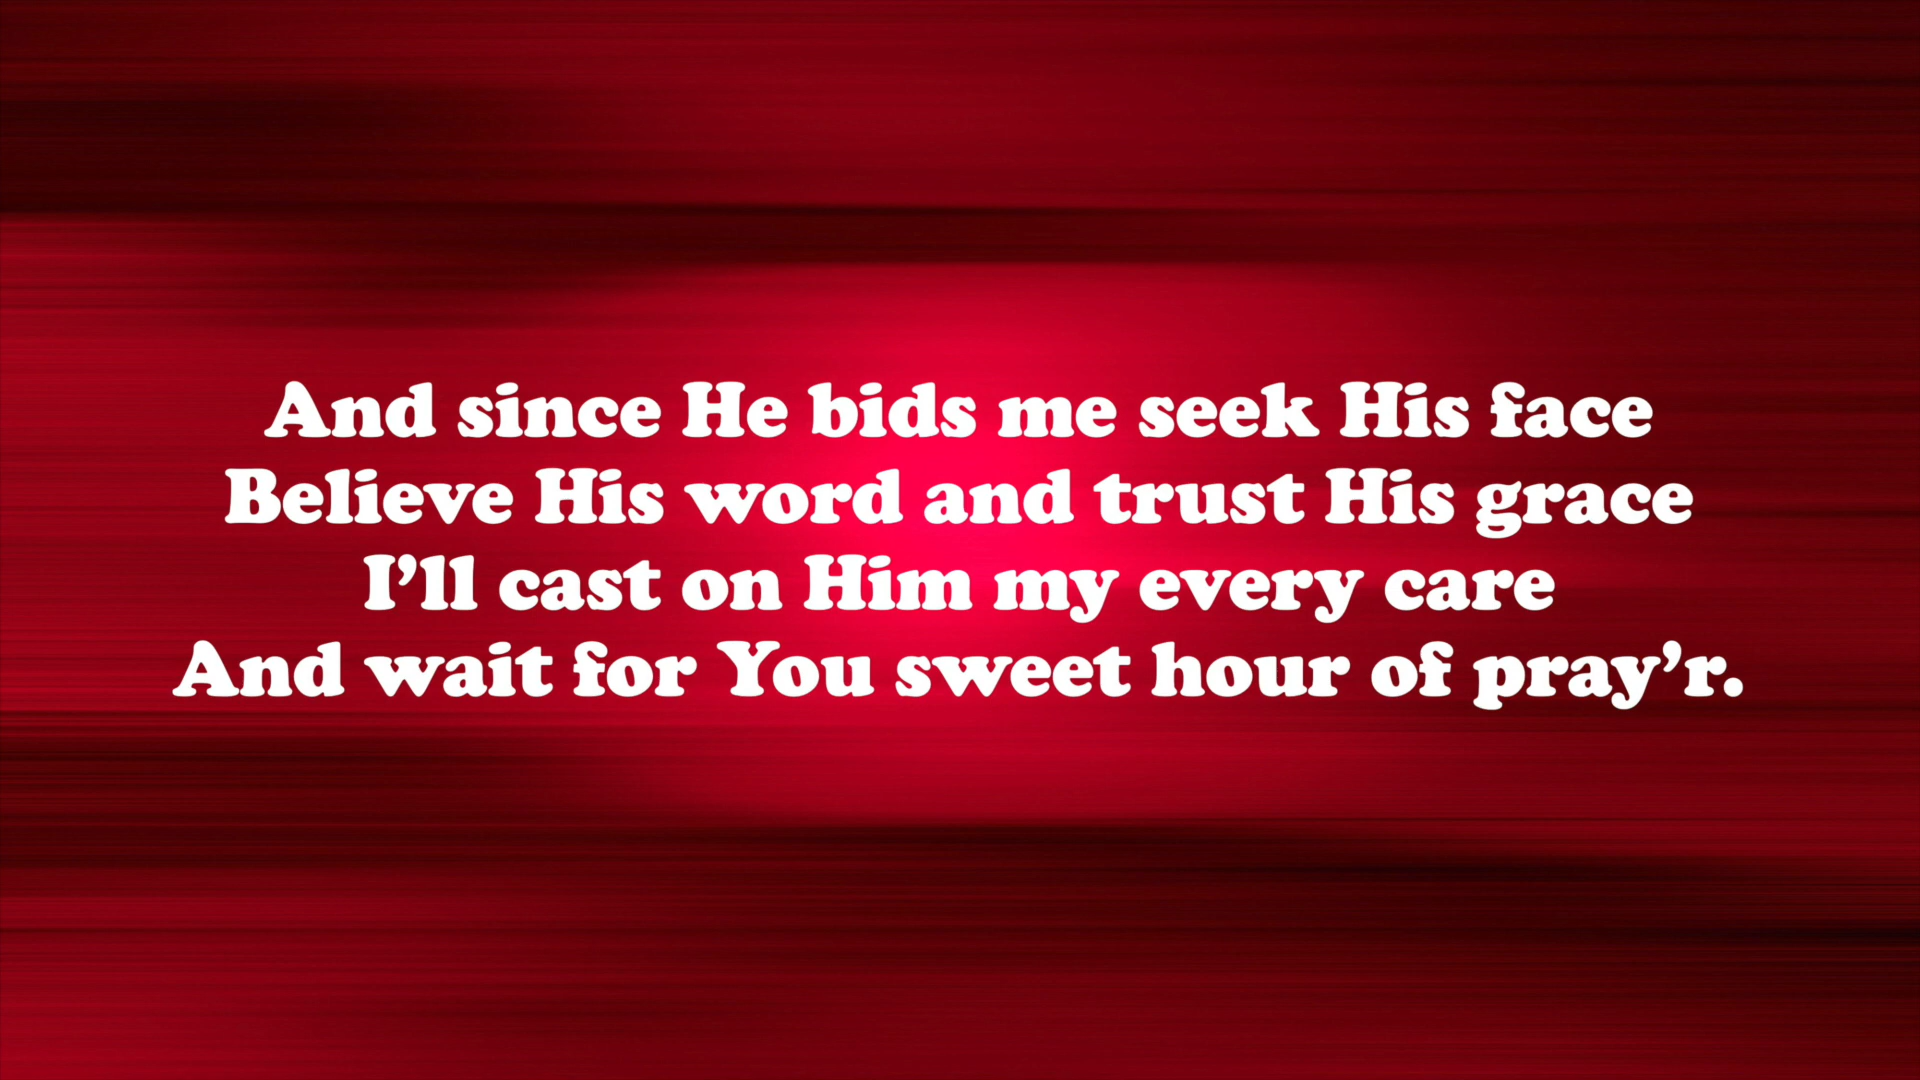 And since He bids me seek His face
Believe His word and trust His grace
I’ll cast on Him my every care
And wait for You sweet hour of pray’r.